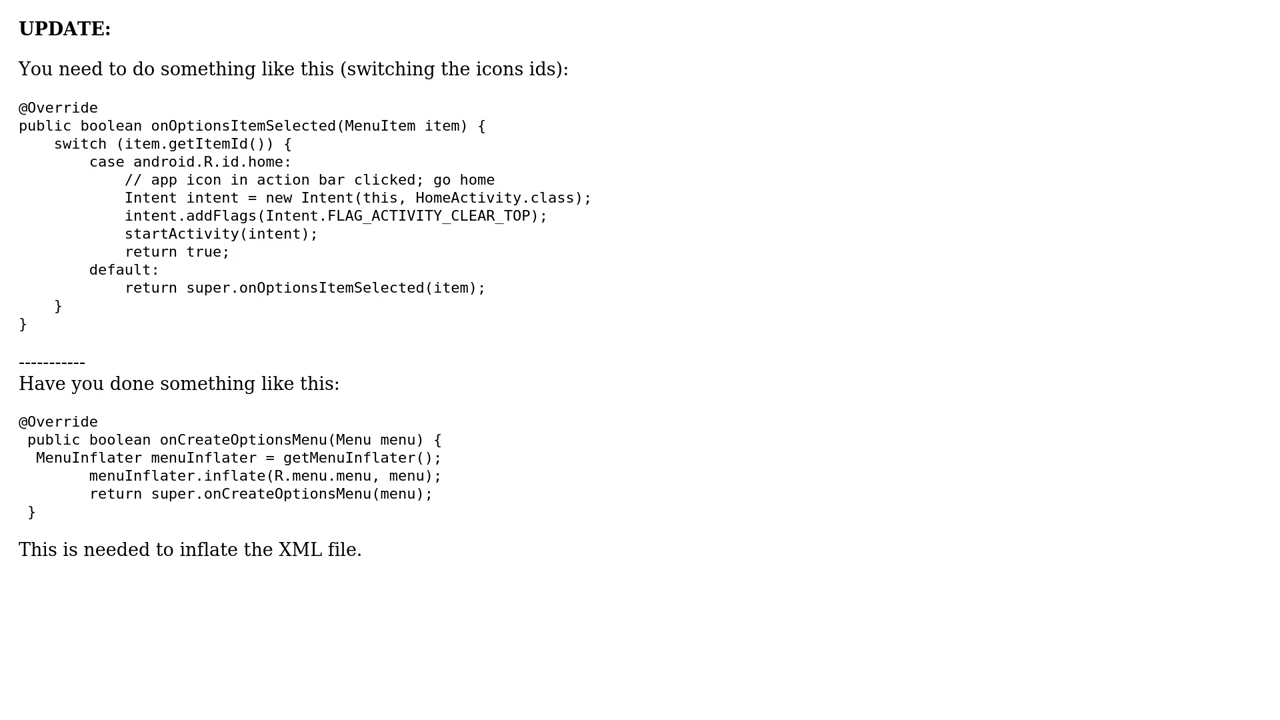 UPDATE:
You need to do something like this (switching the icons ids):
@Override
public boolean onOptionsItemSelected(MenuItem item) {
    switch (item.getItemId()) {
        case android.R.id.home:
            // app icon in action bar clicked; go home
            Intent intent = new Intent(this, HomeActivity.class);
            intent.addFlags(Intent.FLAG_ACTIVITY_CLEAR_TOP);
            startActivity(intent);
            return true;
        default:
            return super.onOptionsItemSelected(item);
    }
}
-----------
Have you done something like this:
@Override
 public boolean onCreateOptionsMenu(Menu menu) {
  MenuInflater menuInflater = getMenuInflater();
        menuInflater.inflate(R.menu.menu, menu);
        return super.onCreateOptionsMenu(menu);
 }
This is needed to inflate the XML file.